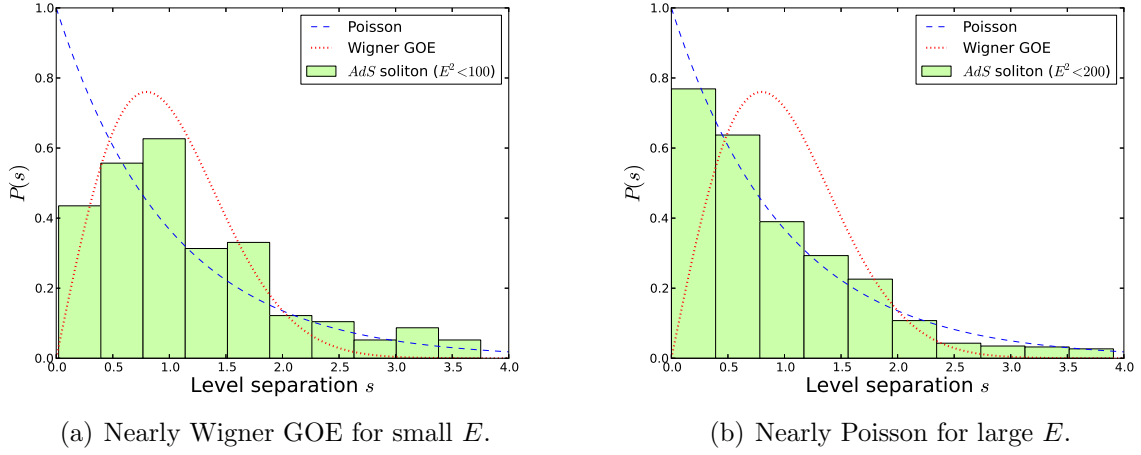 1.0
0.8
0.6
0.4
0.2
0.0
P(s)
0.0 0.5 1.0 1.5 2.0 2.5 3.0 3.5 4.0
Level separation s
Poisson
Wigner GOE
AdS soliton (E²<100)
(a) Nearly Wigner GOE for small E.
1.0
0.8
0.6
0.4
0.2
0.0
P(s)
0.0 0.5 1.0 1.5 2.0 2.5 3.0 3.5 4.0
Level separation s
Poisson
Wigner GOE
AdS soliton (E²<200)
(b) Nearly Poisson for large E.